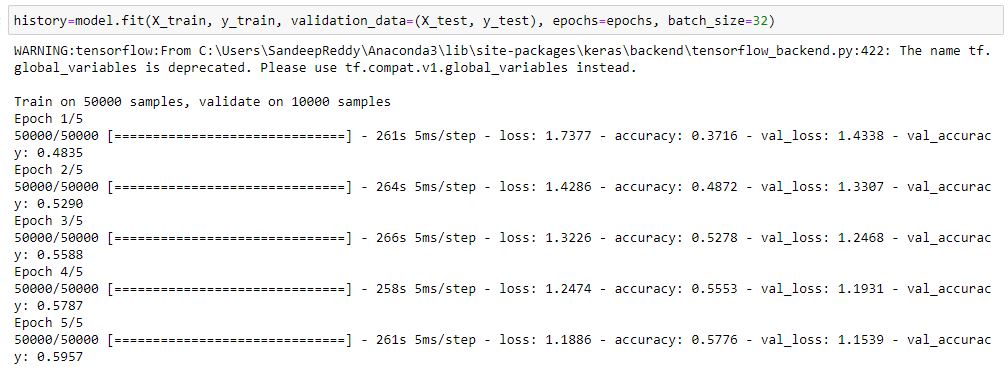 history=model.fit(X_train, y_train, validation_data=(X_test, y_test), epochs=epochs, batch_size=32)
WARNING:tensorflow:From C:\Users\SandeepReddy\Anaconda3\lib\site-packages\keras\backend\tensorflow_backend.py:422: The name tf.
global_variables is deprecated. Please use tf.compat.v1.global_variables instead.
Train on 50000 samples, validate on 10000 samples
Epoch 1/5
50000/50000 [==============================] - 261s 5ms/step - loss: 1.7377 - accuracy: 0.3716 - val_loss: 1.4338 - val_accurac
y: 0.4835
Epoch 2/5
50000/50000 [==============================] - 264s 5ms/step - loss: 1.4286 - accuracy: 0.4872 - val_loss: 1.3307 - val_accurac
y: 0.5290
Epoch 3/5
50000/50000 [==============================] - 266s 5ms/step - loss: 1.3226 - accuracy: 0.5278 - val_loss: 1.2468 - val_accurac
y: 0.5588
Epoch 4/5
50000/50000 [==============================] - 258s 5ms/step - loss: 1.2474 - accuracy: 0.5553 - val_loss: 1.1931 - val_accurac
y: 0.5787
Epoch 5/5
50000/50000 [==============================] - 261s 5ms/step - loss: 1.1886 - accuracy: 0.5776 - val_loss: 1.1539 - val_accurac
y: 0.5957